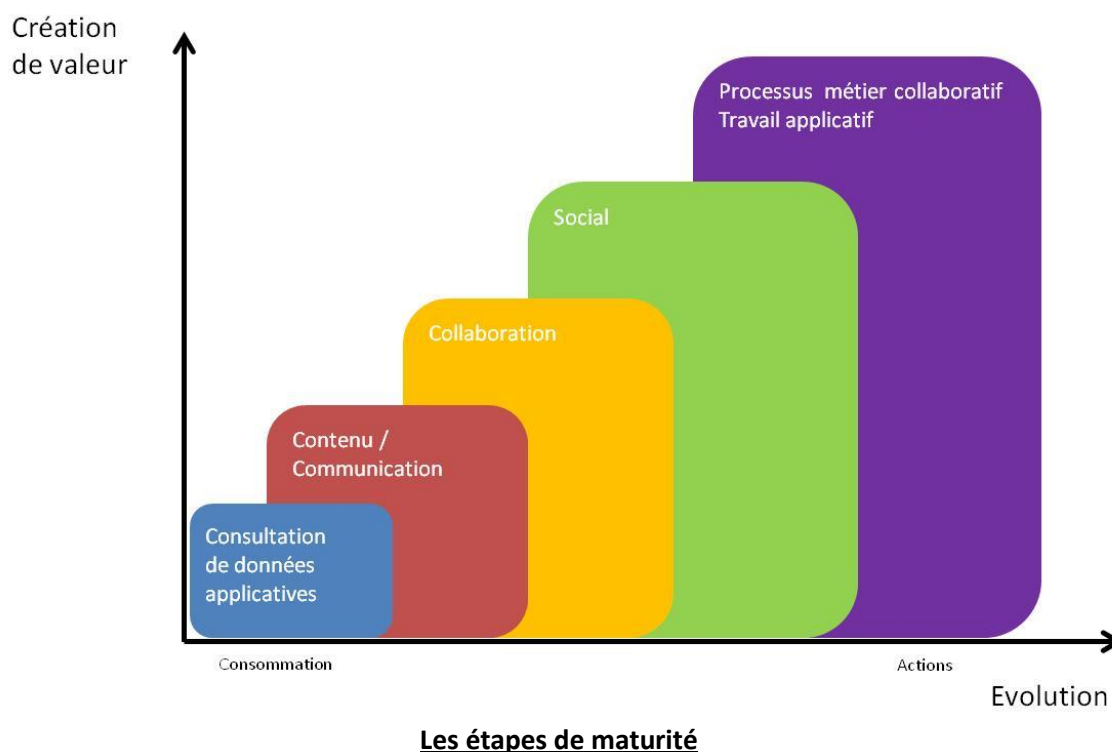 Création
de valeur
Processus métier collaboratif
Travail applicatif
Social
Collaboration
Contenu /
Communication
Consultation
de données
applicatives
Consommation
Actions
Evolution
Les étapes de maturité